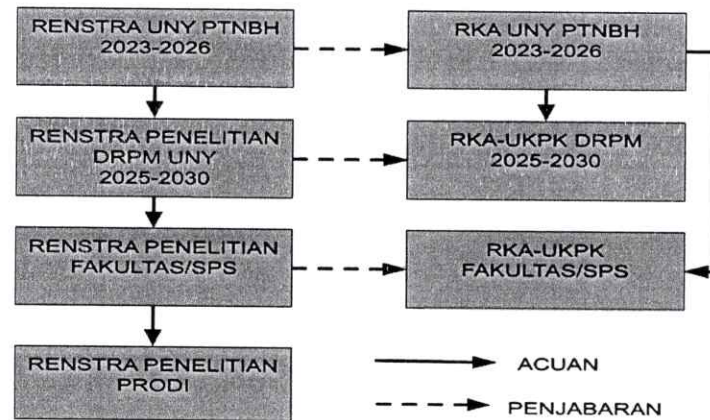 RENSTRA UNY PTNBH
2023-2026
RKA UNY PTNBH
2023-2026
RENSTRA PENELITIAN
DRPM UNY
2025-2030
RKA-UKPK DRPM
2025-2030
RENSTRA PENELITIAN
FAKULTAS/SPS
RKA-UKPK
FAKULTAS/SPS
RENSTRA PENELITIAN
PRODI
ACUAN
PENJABARAN